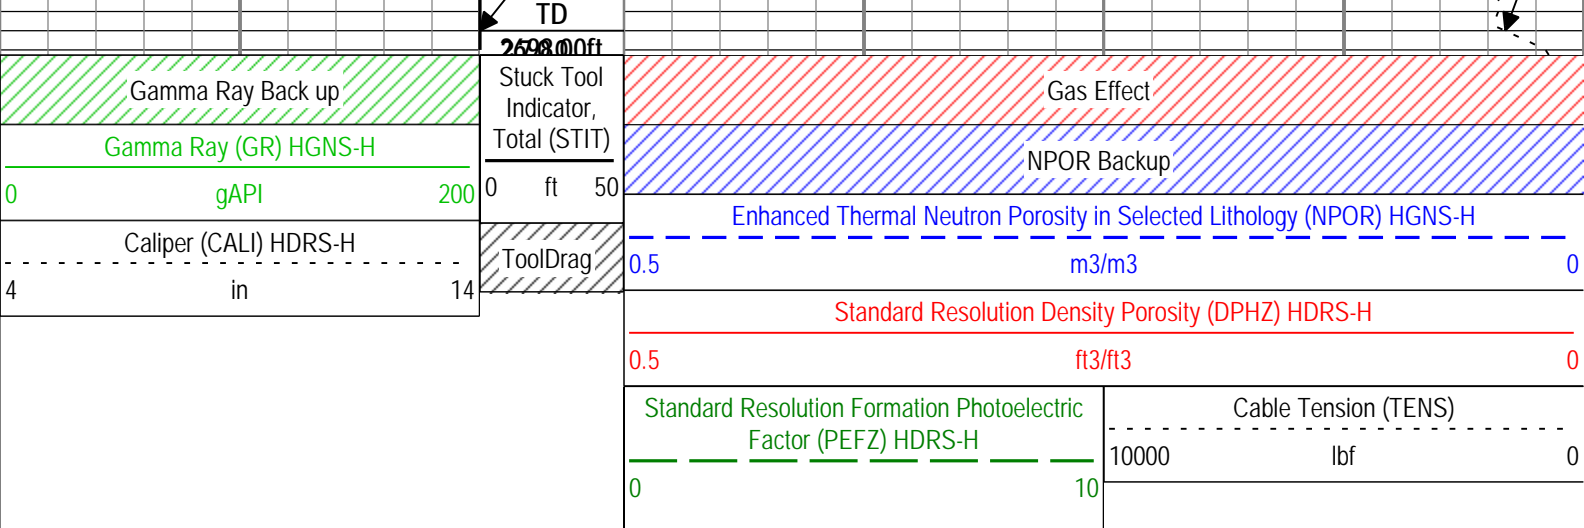 TD
Gamma Ray Back up
Gamma Ray (GR) HGNS-H
0 gAPI 200
Caliper (CALI) HDRS-H
4 in 14
Stuck Tool
Indicator,
Total (STIT)
0 ft 50
ToolDrag
Gas Effect
NPOR Backup
Enhanced Thermal Neutron Porosity in Selected Lithology (NPOR) HGNS-H
0.5 m3/m3 0
Standard Resolution Density Porosity (DPHZ) HDRS-H
0.5 ft3/ft3 0
Standard Resolution Formation Photoelectric
Factor (PEFZ) HDRS-H
0 10
Cable Tension (TENS)
10000 lbf 0